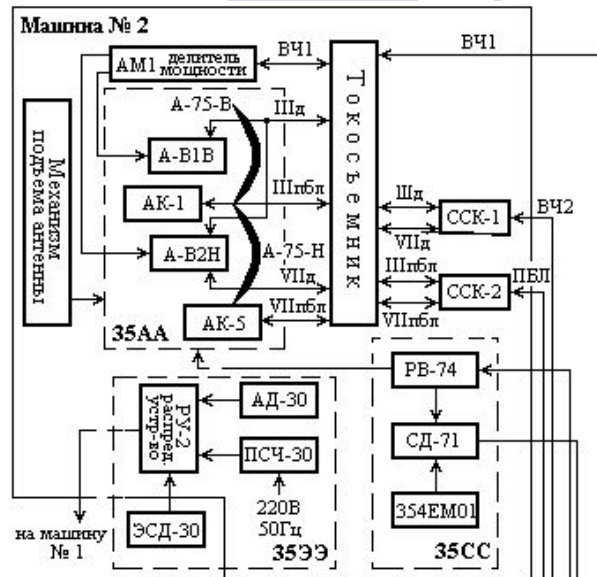 Машина № 2
АМ1 делитель мощности
ВЧ1
ВЧ1
А-75-В
IIIд
А-В1В
АК-1
IIIпбл
А-В2Н
А-75-Н
VIIд
АК-5
VIIпбл
35АА
Механизм
подъема антенны
Токосъемник
IIIд
ССК-1
ВЧ2
VIIд
IIIпбл
ПБЛ
ССК-2
VIIпбл
РУ-2
распред.
устр-во
АД-30
ПСЧ-30
220В
50Гц
ЭСД-30
35ЭЭ
на машину
№ 1
РВ-74
СД-71
354ЕМ01
35СС